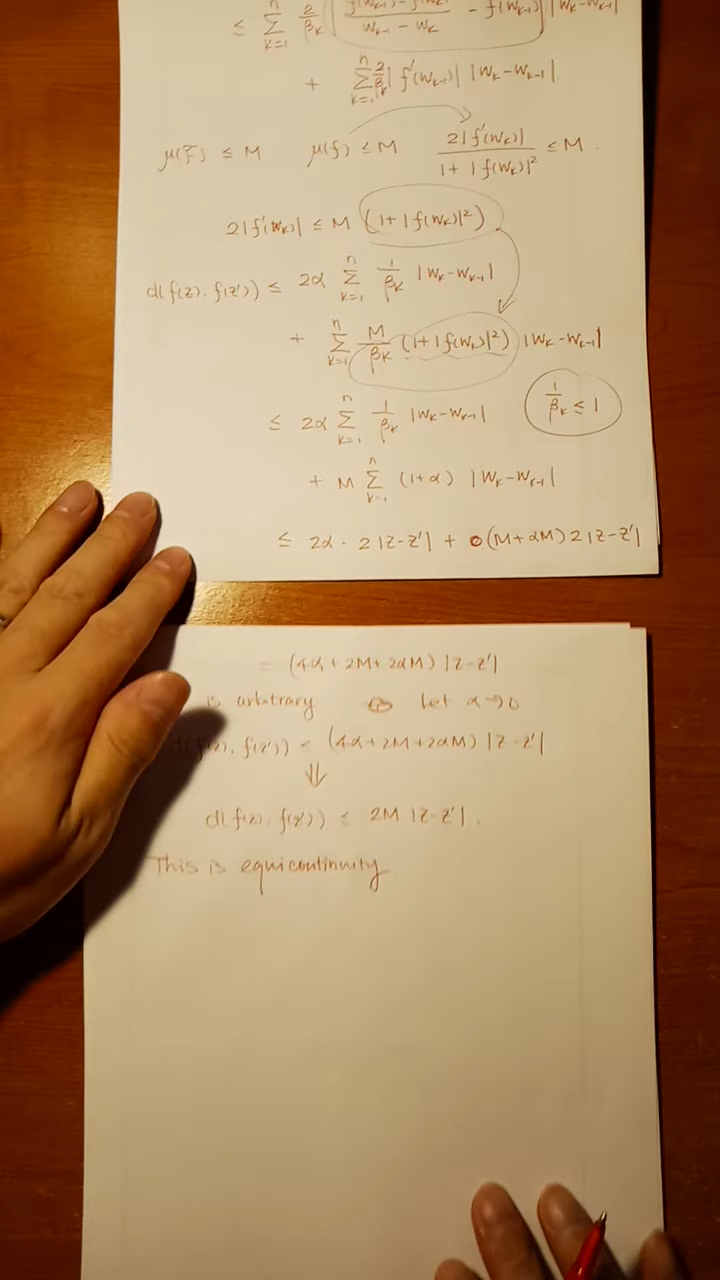 ≤ Σ_{k=1}^{n} 2/β_k | (f(w_{k-1}) - f(w_k))/(w_{k-1} - w_k) - f'(w_{k-1}) | |w_k - w_{k-1}|
+ Σ_{k=1}^{n} 2/β_k |f'(w_{k-1})| |w_k - w_{k-1}|.
μ(F) ≤ M μ(f) ≤ M 2|f'(w_k)| / (1 + |f(w_k)|²) ≤ M.
2|f'(w_k)| ≤ M (1 + |f(w_k)|²)
d(f(z), f(z')) ≤ 2α Σ_{k=1}^{n} 1/β_k |w_k - w_{k-1}|
+ Σ_{k=1}^{n} M/β_k (1 + |f(w_k)|²) |w_k - w_{k-1}|
≤ 2α Σ_{k=1}^{n} 1/β_k |w_k - w_{k-1}| 1/β_k ≤ 1
+ M Σ_{k=1}^{n} (1+α) |w_k - w_{k-1}|
≤ 2α · 2|z-z'| + (M+αM) 2|z-z'|
= (4α + 2M + 2αM) |z-z'|
is arbitrary Let α→0
d(f(z), f(z')) ≤ (4α + 2M + 2αM) |z-z'|
⇓
d(f(z), f(z')) ≤ 2M |z-z'|.
This is equicontinuity